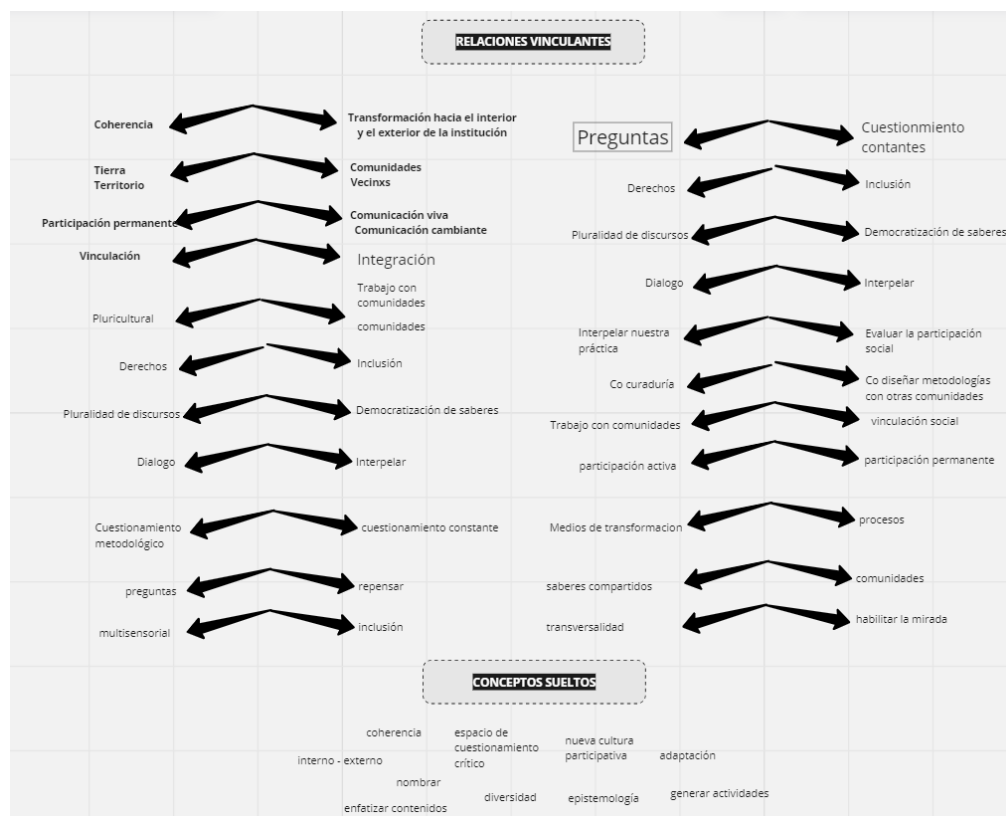 RELACIONES VINCULANTES
Coherencia
Transformación hacia el interior
y el exterior de la institución
Tierra
Territorio
Comunidades
Vecinxs
Participación permanente
Comunicación viva
Comunicación cambiante
Vinculación
Integración
Pluricultural
Trabajo con
comunidades
comunidades
Derechos
Inclusión
Pluralidad de discursos
Democratización de saberes
Dialogo
Interpelar
Cuestionamiento
metodológico
cuestionamiento constante
preguntas
repensar
multisensorial
inclusión
Preguntas
Cuestionmiento
contantes
Derechos
Inclusión
Pluralidad de discursos
Democratización de saberes
Dialogo
Interpelar
Interpelar nuestra
práctica
Evaluar la participación
social
Co curaduría
Co diseñar metodologías
con otras comunidades
Trabajo con comunidades
vinculación social
participación activa
participación permanente
Medios de transformacion
procesos
saberes compartidos
comunidades
transversalidad
habilitar la mirada
CONCEPTOS SUELTOS
coherencia
espacio de
cuestionamiento
crítico
nueva cultura
participativa
adaptación
interno - externo
nombrar
enfatizar contenidos
diversidad
epistemología
generar actividades